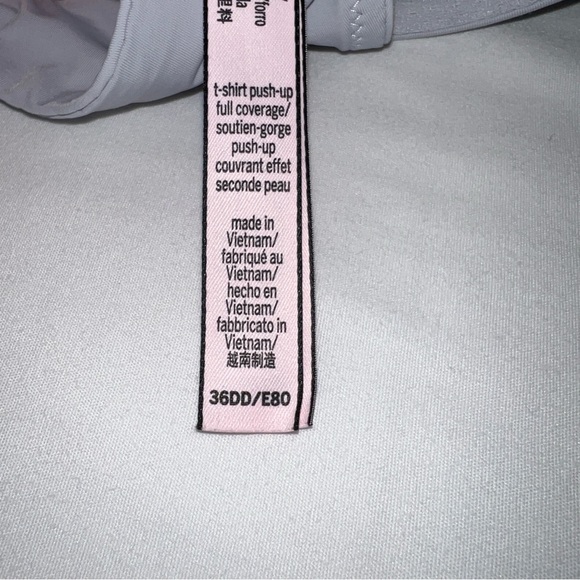 /forro
t-shirt push-up
full coverage/
soutien-gorge
push-up
couvrant effet
seconde peau
made in
Vietnam/
fabriqué au
Vietnam/
hecho en
Vietnam/
fabbricato in
Vietnam/
越南制造
36DD/E80